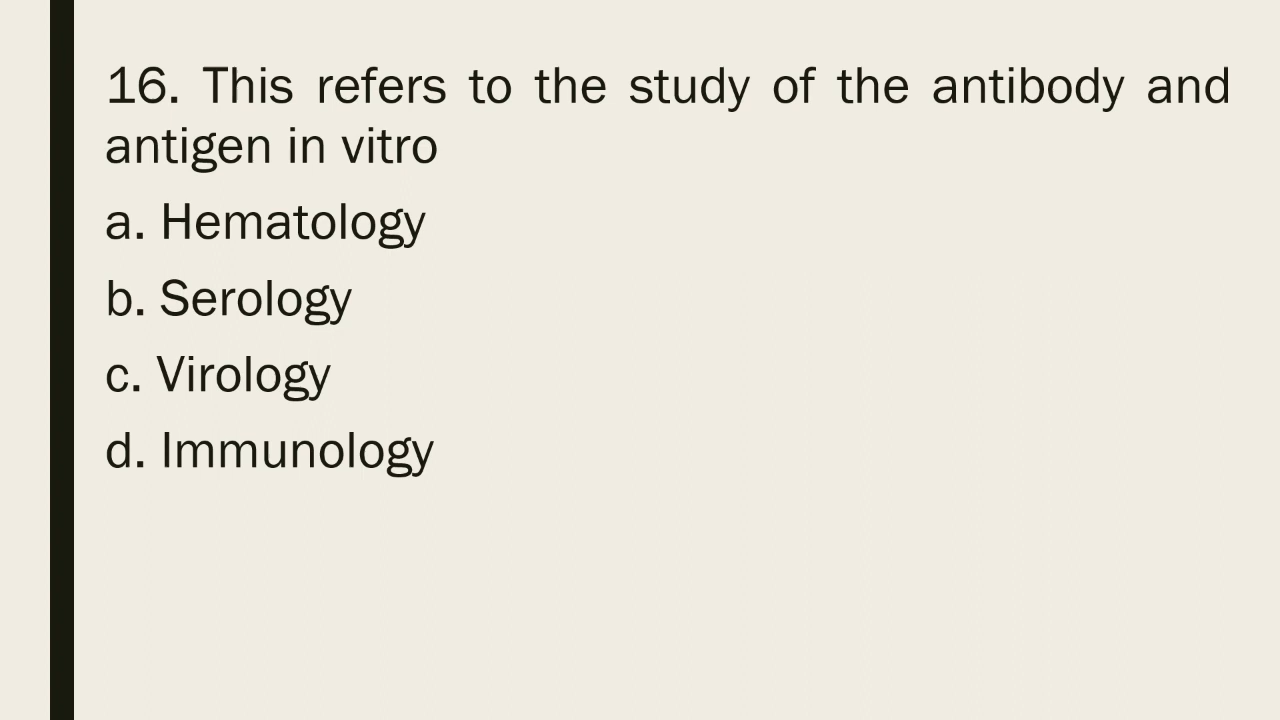 16. This refers to the study of the antibody and
antigen in vitro
a. Hematology
b. Serology
c. Virology
d. Immunology